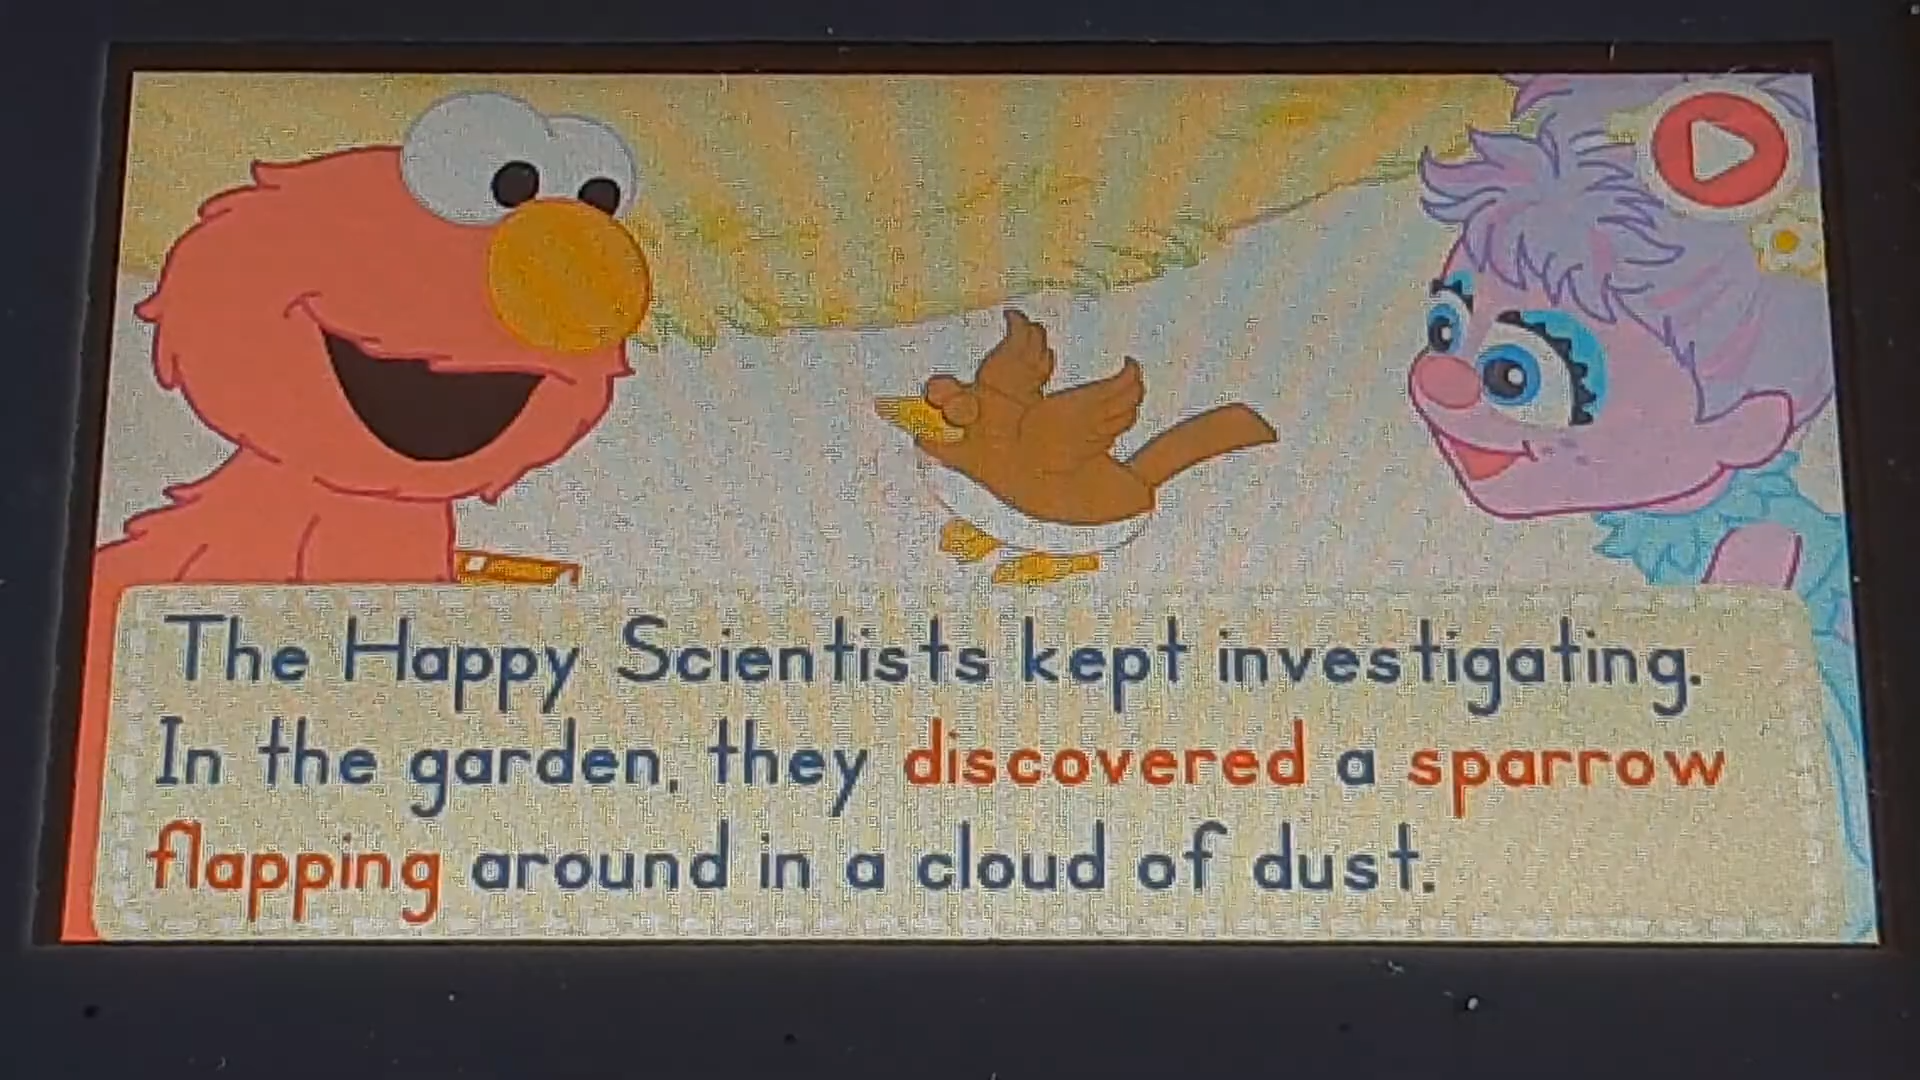 The Happy Scientists kept investigating.
In the garden, they discovered a sparrow
flapping around in a cloud of dust.